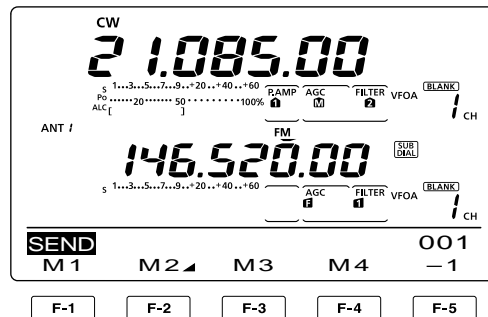 CW
21.085.00
S 1...3...5...7...9..+20..+40..+60 P.AMP AGC FILTER VFOA BLANK
Po ......20....... 50 ..........100% 1 M 2 1 CH
ALC [ ]
ANT 1
FM
146.520.00 SUB DIAL
S 1...3...5...7...9..+20..+40..+60 AGC FILTER VFOA BLANK
F 1 1 CH
SEND 001
M1 M2◢ M3 M4 –1
F-1 F-2 F-3 F-4 F-5